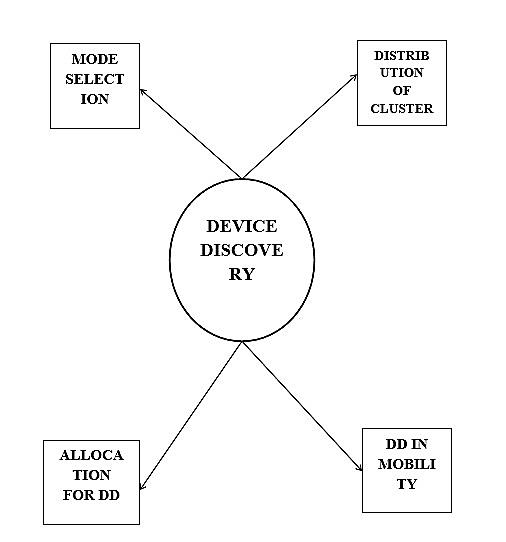 MODE
SELECT
ION
DISTRIB
UTION
OF
CLUSTER
DEVICE
DISCOVE
RY
ALLOCA
TION
FOR DD
DD IN
MOBILI
TY